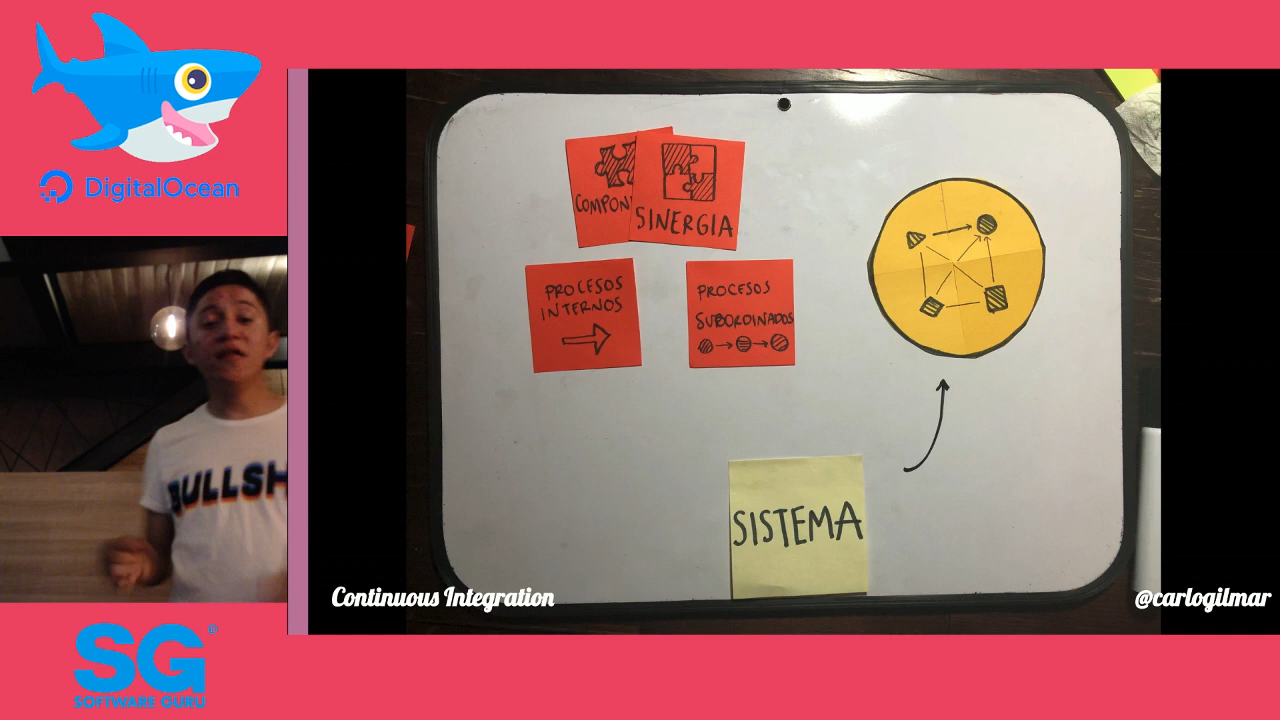 DigitalOcean
BULLSH
SG
SOFTWARE GURU
COMPON
SINERGIA
PROCESOS
INTERNOS
PROCESOS
SUBORDINADOS
SISTEMA
Continuous Integration
@carlogilmar